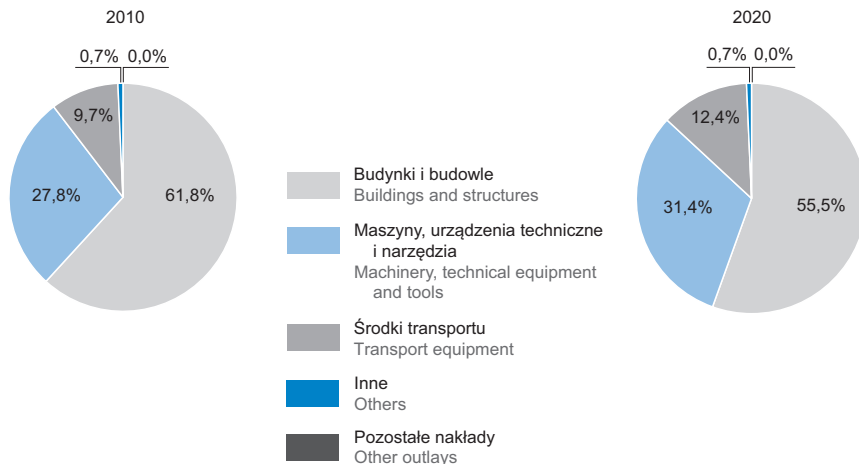 2010
0,7% 0,0%
9,7%
27,8%
61,8%
Budynki i budowle
Buildings and structures
Maszyny, urządzenia techniczne
i narzędzia
Machinery, technical equipment
and tools
Środki transportu
Transport equipment
Inne
Others
Pozostałe nakłady
Other outlays
2020
0,7% 0,0%
12,4%
31,4%
55,5%